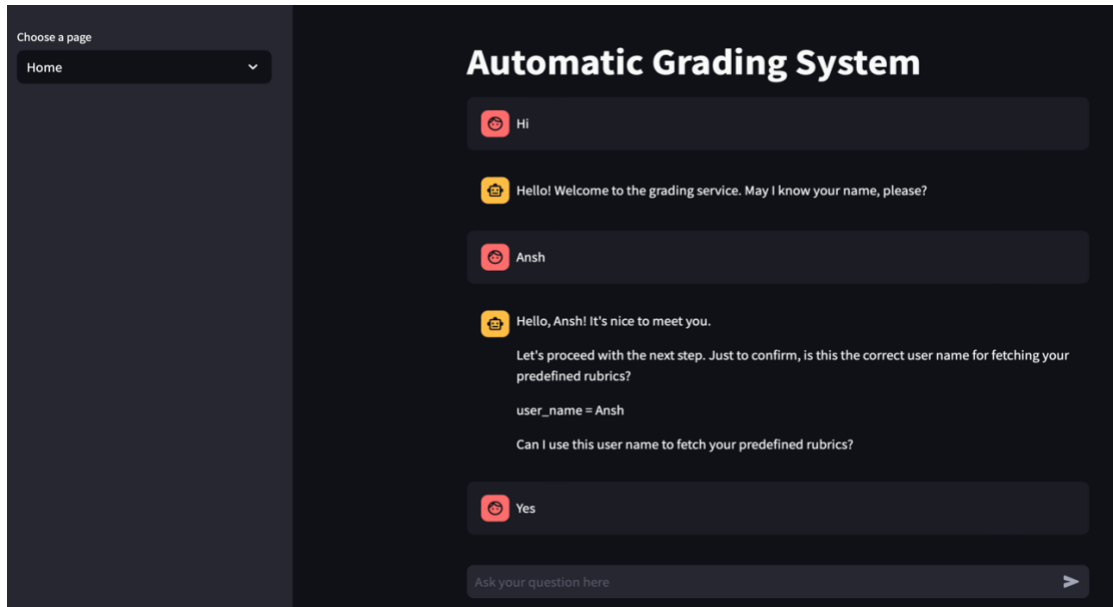 Choose a page
Home
Automatic Grading System
Hi
Hello! Welcome to the grading service. May I know your name, please?
Ansh
Hello, Ansh! It's nice to meet you.
Let's proceed with the next step. Just to confirm, is this the correct user name for fetching your
predefined rubrics?
user_name = Ansh
Can I use this user name to fetch your predefined rubrics?
Yes
Ask your question here